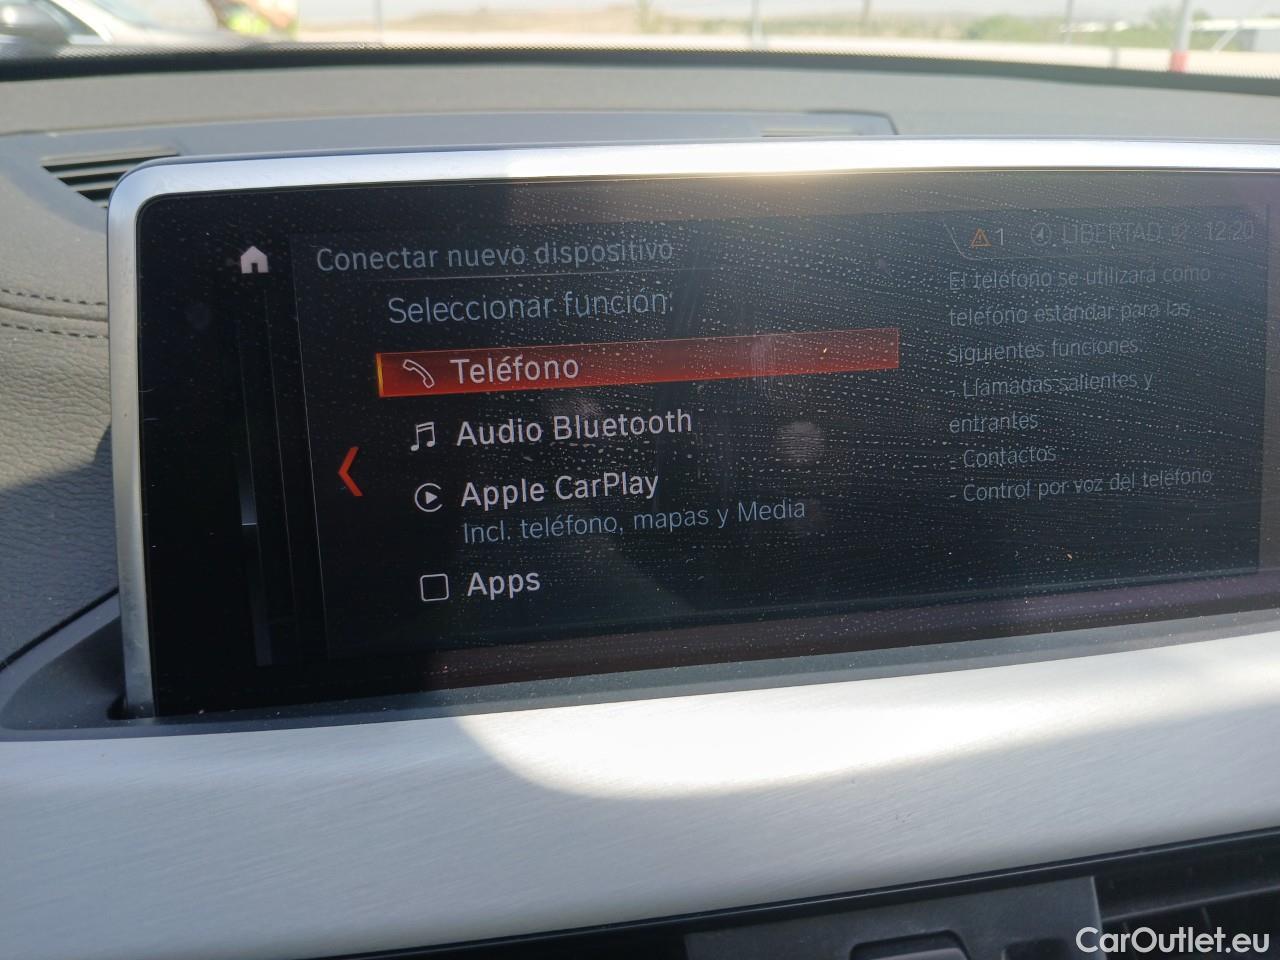 Conectar nuevo dispositivo
1 LIBERTAD 12:20
Seleccionar función:
Teléfono
Audio Bluetooth
Apple CarPlay
Incl. teléfono, mapas y Media
Apps
El teléfono se utilizará como
teléfono estándar para las
siguientes funciones:
- Llamadas salientes y
entrantes
- Contactos
- Control por voz del teléfono
CarOutlet.eu